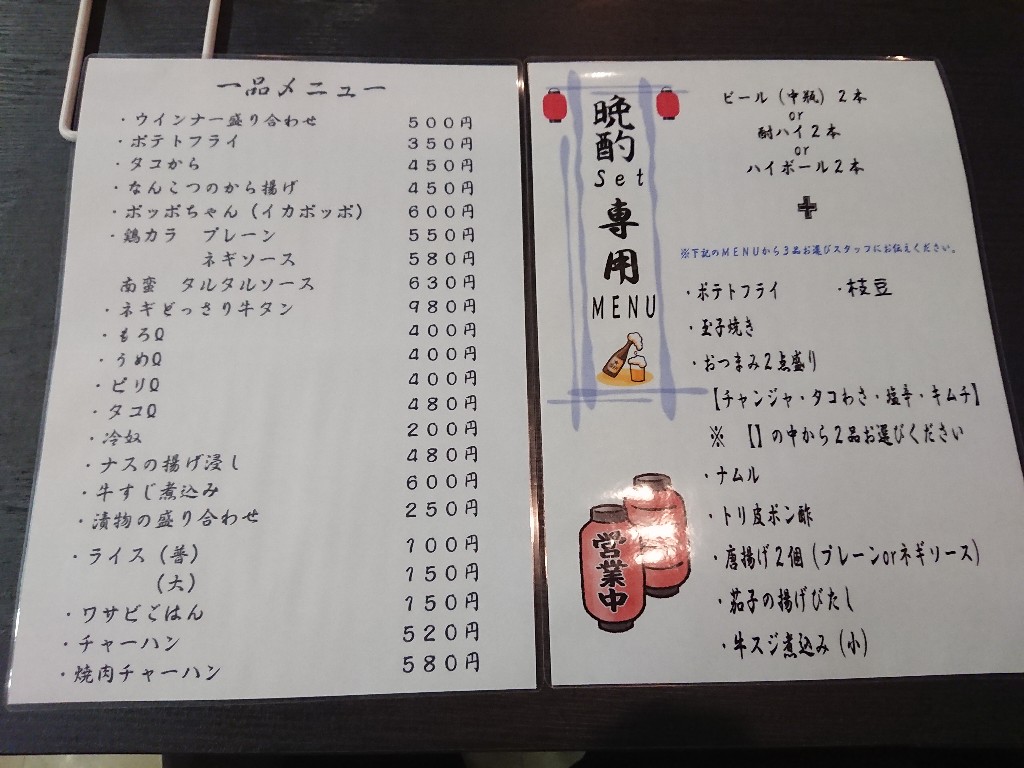 一品メニュー
・ウインナー盛り合わせ 500円
・ポテトフライ 350円
・タコから 450円
・なんこつのから揚げ 450円
・ポッポちゃん(イカポッポ) 600円
・鶏カラ プレーン 550円
ネギソース 580円
南蛮 タルタルソース 630円
・ネギどっさり牛タン 980円
・もろQ 400円
・うめQ 400円
・ピリQ 400円
・タコQ 480円
・冷奴 200円
・ナスの揚げ浸し 480円
・牛すじ煮込み 600円
・漬物の盛り合わせ 250円
・ライス(普) 100円
(大) 150円
・ワサビごはん 150円
・チャーハン 520円
・焼肉チャーハン 580円
晩酌
Set
専用
MENU
ビール(中瓶)2本
or
酎ハイ2本
or
ハイボール2本
+
※下記のMENUから3品お選びスタッフにお伝えください。
・ポテトフライ ・枝豆
・玉子焼き
・おつまみ2点盛り
【チャンジャ・タコわさ・塩辛・キムチ】
※ 【】の中から2品お選びください
・ナムル
・トリ皮ポン酢
・唐揚げ2個(プレーンorネギソース)
・茄子の揚げびたし
・牛スジ煮込み(小)
営業中